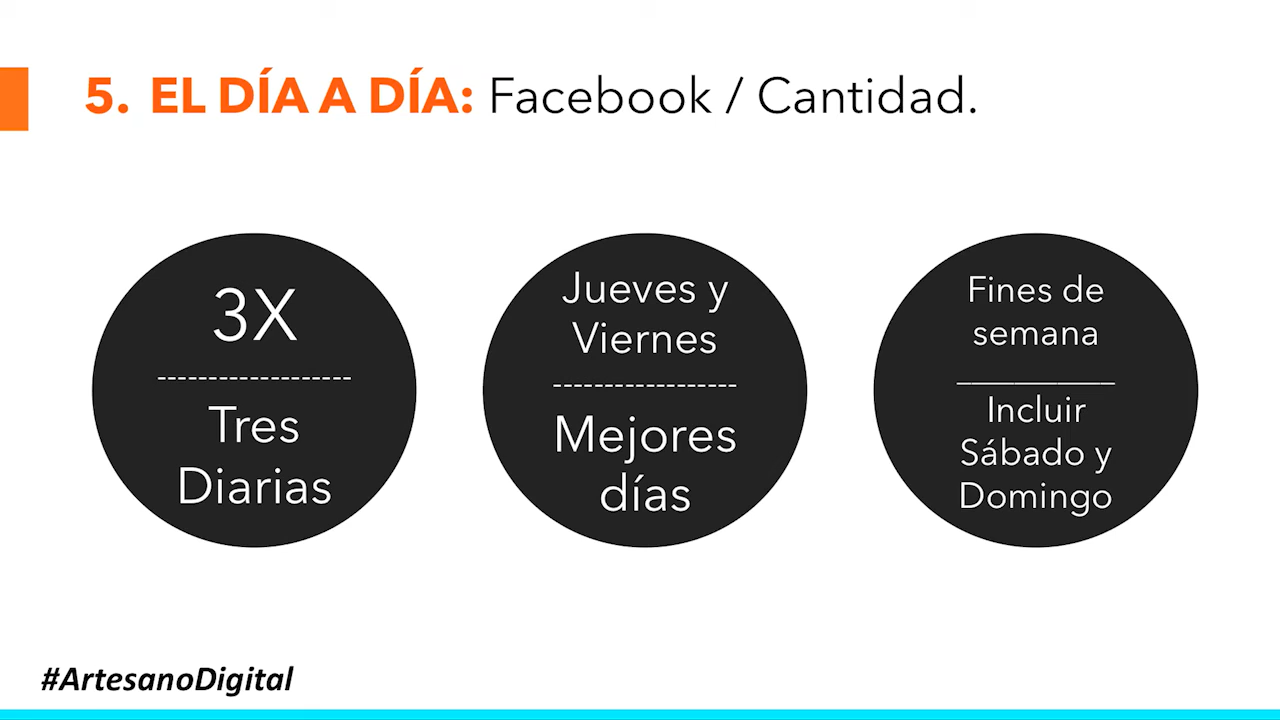 5. EL DÍA A DÍA: Facebook / Cantidad.
3X
-------------------
Tres
Diarias
Jueves y
Viernes
------------------
Mejores
días
Fines de
semana
___________
Incluir
Sábado y
Domingo
#ArtesanoDigital